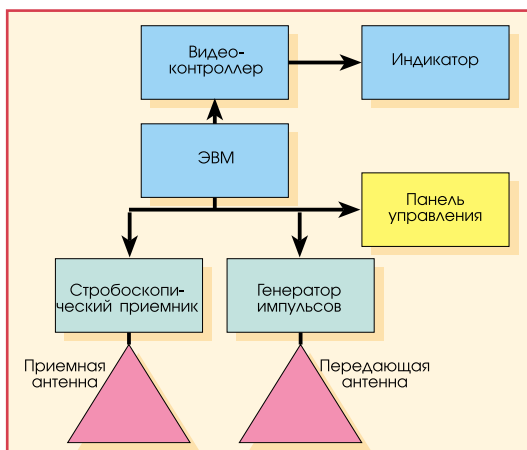 Видео-
контроллер
Индикатор
ЭВМ
Панель
управления
Стробоскопи-
ческий приемник
Генератор
импульсов
Приемная
антенна
Передающая
антенна